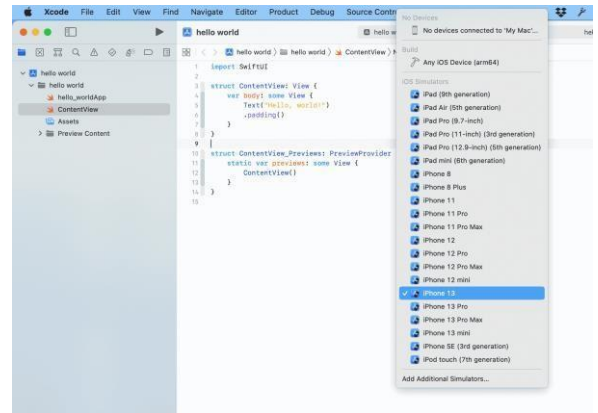 Xcode File Edit View Find Navigate Editor Product Debug Source Contr
No Devices
No devices connected to 'My Mac'...
hello world
hello w
hel
Build
Any iOS Device (arm64)
hello world
hello world
ContentView
iOS Simulators
iPad (9th generation)
iPad Air (5th generation)
iPad Pro (9.7-inch)
iPad Pro (11-inch) (3rd generation)
iPad Pro (12.9-inch) (5th generation)
iPad mini (6th generation)
iPhone 8
iPhone 8 Plus
iPhone 11
iPhone 11 Pro
iPhone 11 Pro Max
iPhone 12
iPhone 12 Pro
iPhone 12 Pro Max
iPhone 12 mini
iPhone 13
iPhone 13 Pro
iPhone 13 Pro Max
iPhone 13 mini
iPhone SE (3rd generation)
iPod touch (7th generation)
Add Additional Simulators...
hello world
hello world
hello_worldApp
ContentView
Assets
Preview Content
1 import SwiftUI
2
3 struct ContentView: View {
4 var body: some View {
5 Text("Hello, world!")
6 .padding()
7 }
8 }
9
10 struct ContentView_Previews: PreviewProvider
11 static var previews: some View {
12 ContentView()
13 }
14 }
15